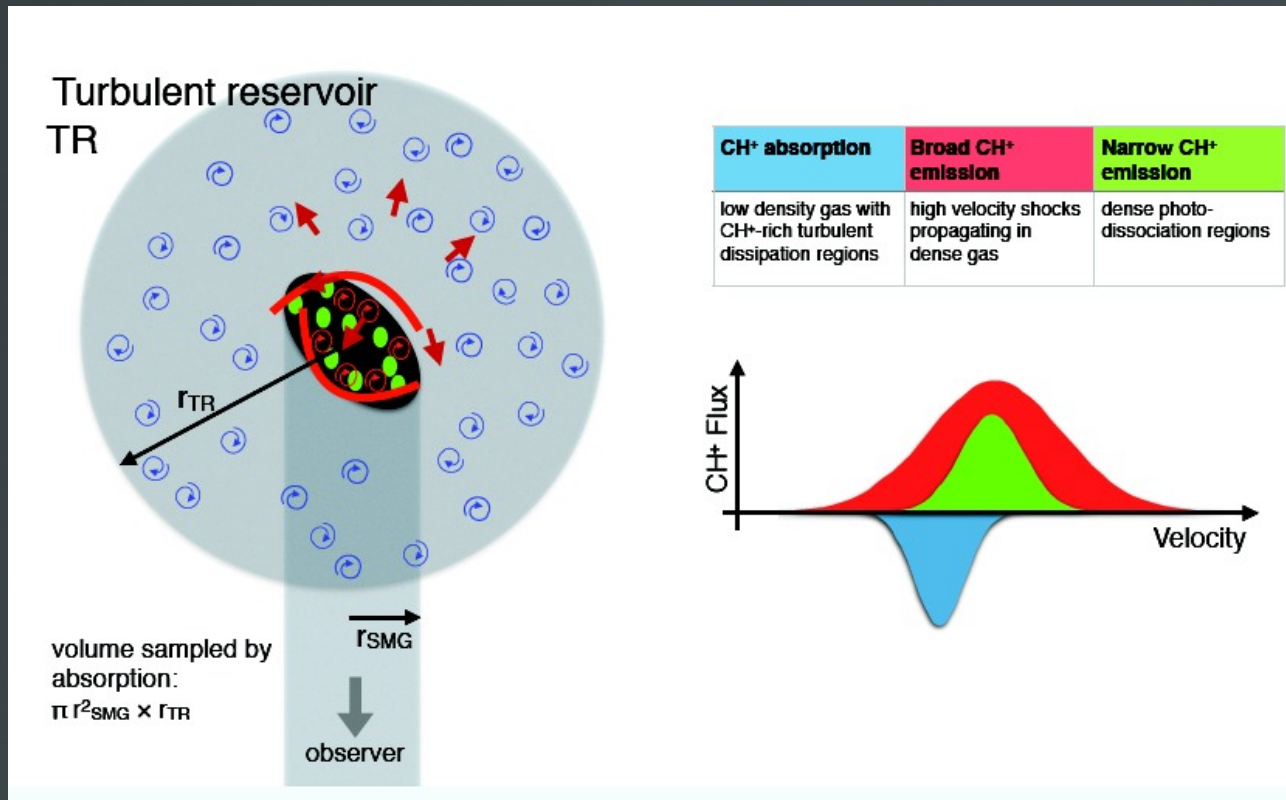 Turbulent reservoir
TR
rTR
rSMG
volume sampled by
absorption:
π r²SMG × rTR
observer
CH⁺ absorption
low density gas with
CH⁺-rich turbulent
dissipation regions
Broad CH⁺
emission
high velocity shocks
propagating in
dense gas
Narrow CH⁺
emission
dense photo-
dissociation regions
CH⁺ Flux
Velocity